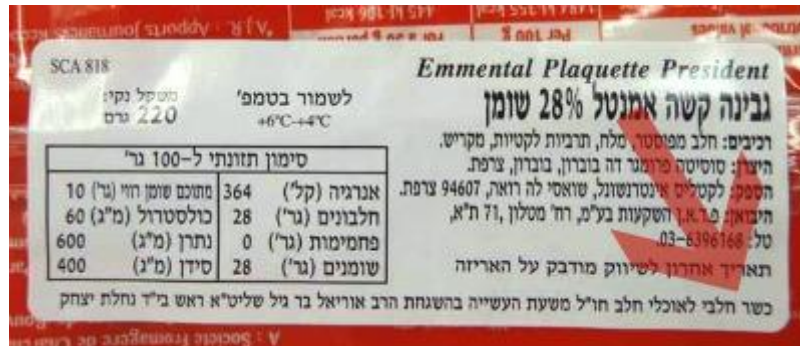 SCA 818
Emmental Plaquette President
גבינה קשה אמנטל 28% שומן
רכיבים: חלב מפוסטר, מלח, תרביות לקטיות, מקריש.
היצרן: סוסיטה פרומגר דה בוברון, בוברון, צרפת.
הספק: לקטליס אינטרנשונל, שואסי לה רואה, 94607 צרפת.
היבואן: פ.ר.א.ן השקעות בע"מ, רח' מטלון 71, ת"א,
טל: 03-6396168.
תאריך אחרון לשיווק מודבק על האריזה
לשמור בטמפ'
+6°C-+4°C
משקל נקי:
220 גרם
סימון תזונתי ל-100 גר'
אנרגיה (קל') 364 מתוכם שומן רווי (גר') 10
חלבונים (גר') 28 כולסטרול (מ"ג) 60
פחמימות (גר') 0 נתרן (מ"ג) 600
שומנים (גר') 28 סידן (מ"ג) 400
כשר חלבי לאוכלי חלב חו"ל משעת העשייה בהשגחת הרב אוריאל בר גיל שליט"א ראש בי"ד נחלת יצחק